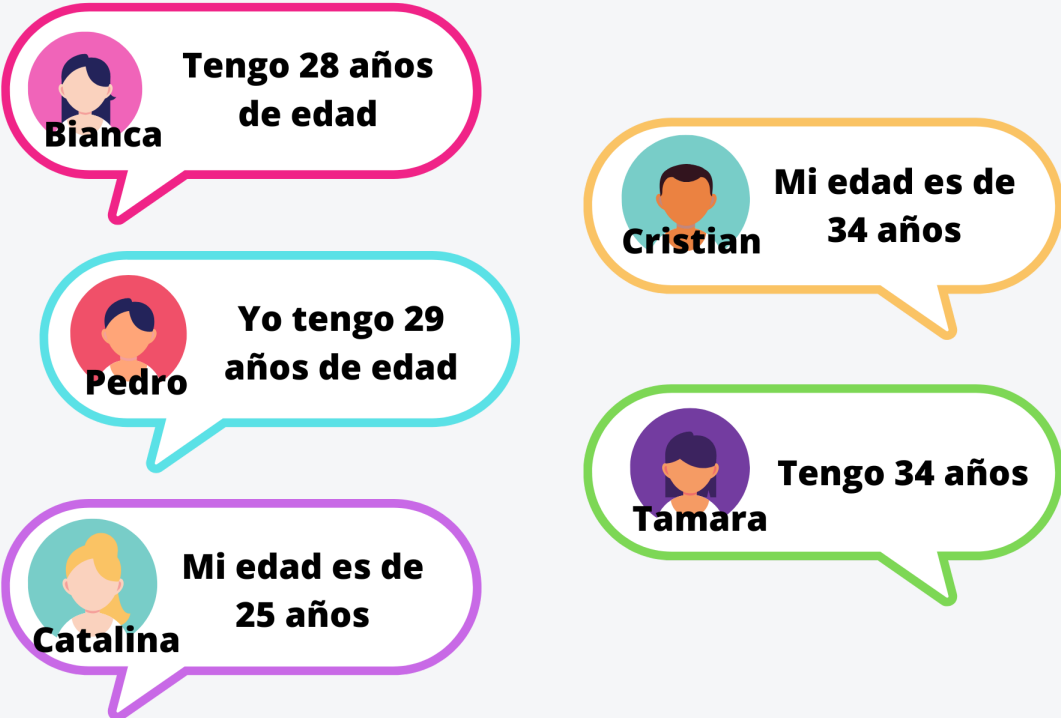 Tengo 28 años
de edad
Bianca
Mi edad es de
34 años
Cristian
Yo tengo 29
años de edad
Pedro
Tengo 34 años
Tamara
Mi edad es de
25 años
Catalina